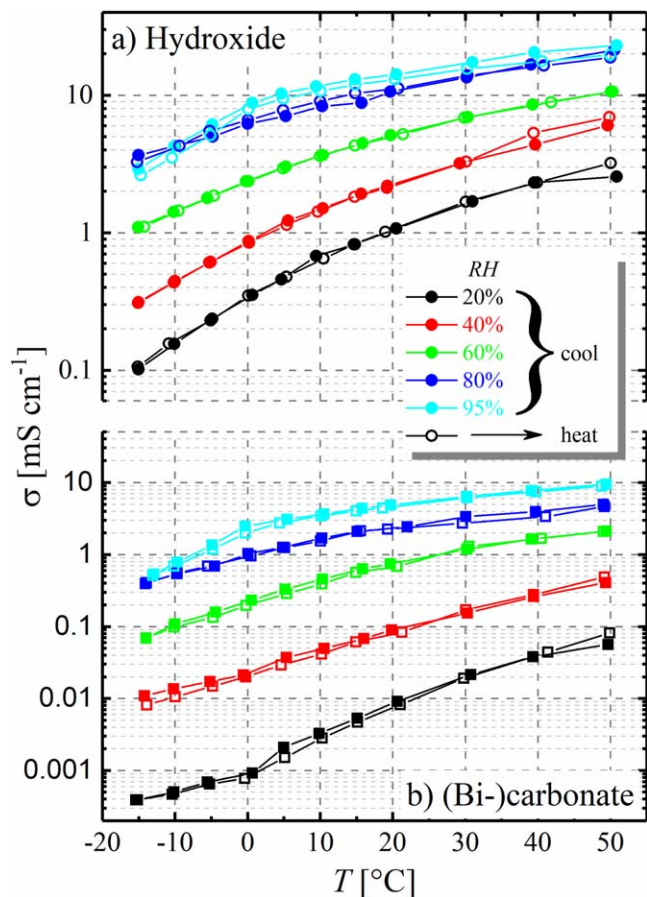 a) Hydroxide
10
1
0.1
σ [mS cm⁻¹]
RH
20%
40%
60%
80%
95%
cool
heat
10
1
0.1
0.01
0.001
b) (Bi-)carbonate
-20 -10 0 10 20 30 40 50
T [°C]